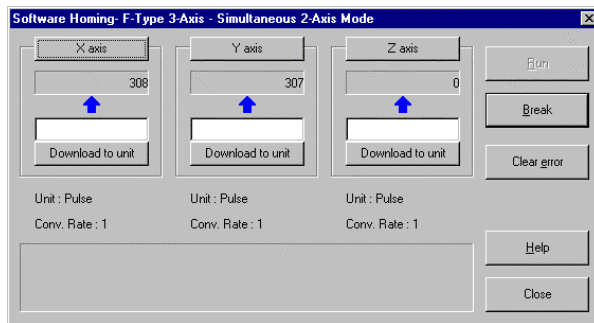 Software Homing- F-Type 3-Axis - Simultaneous 2-Axis Mode
X axis
Y axis
Z axis
Run
308
307
0
Break
Download to unit
Download to unit
Download to unit
Clear error
Unit : Pulse
Unit : Pulse
Unit : Pulse
Conv. Rate : 1
Conv. Rate : 1
Conv. Rate : 1
Help
Close